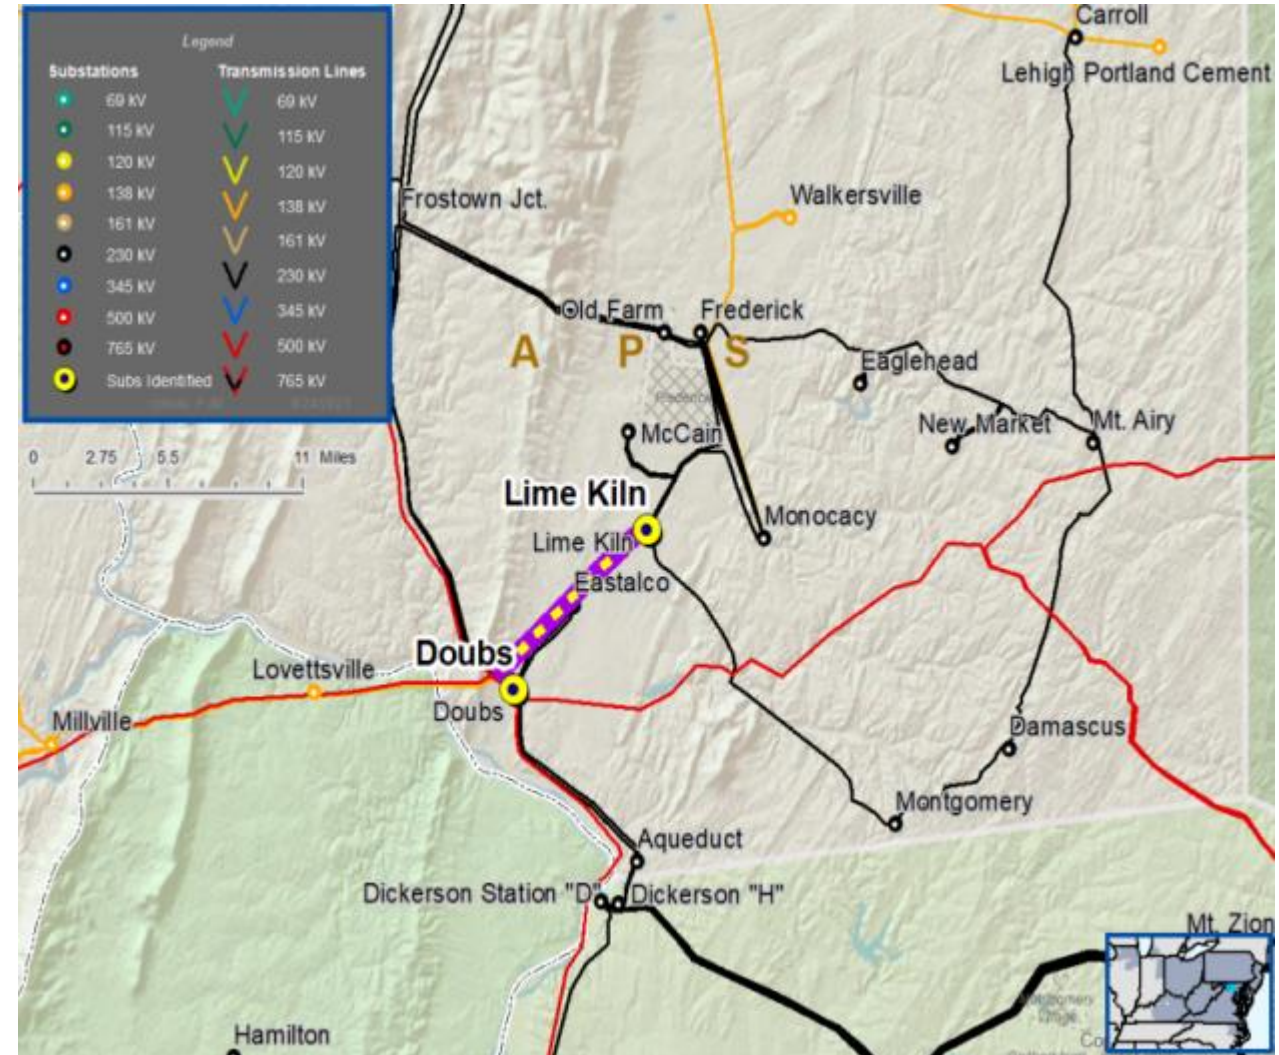 Legend
Substations
Transmission Lines
69 kV
69 kV
115 kV
115 kV
120 kV
120 kV
138 kV
138 kV
161 kV
161 kV
230 kV
230 kV
345 kV
345 kV
500 kV
500 kV
765 kV
765 kV
Subs Identified
0 2.75 5.5 11 Miles
Carroll
Lehigh Portland Cement
Frostown Jct.
Walkersville
Old Farm
Frederick
A P S
Eaglehead
Frederick
McCain
New Market
Mt. Airy
Lime Kiln
Monocacy
Lime Kiln
Eastalco
Doubs
Lovettsville
Doubs
Millville
Damascus
Montgomery
Aqueduct
Dickerson Station "D"
Dickerson "H"
Mt. Zion
Hamilton